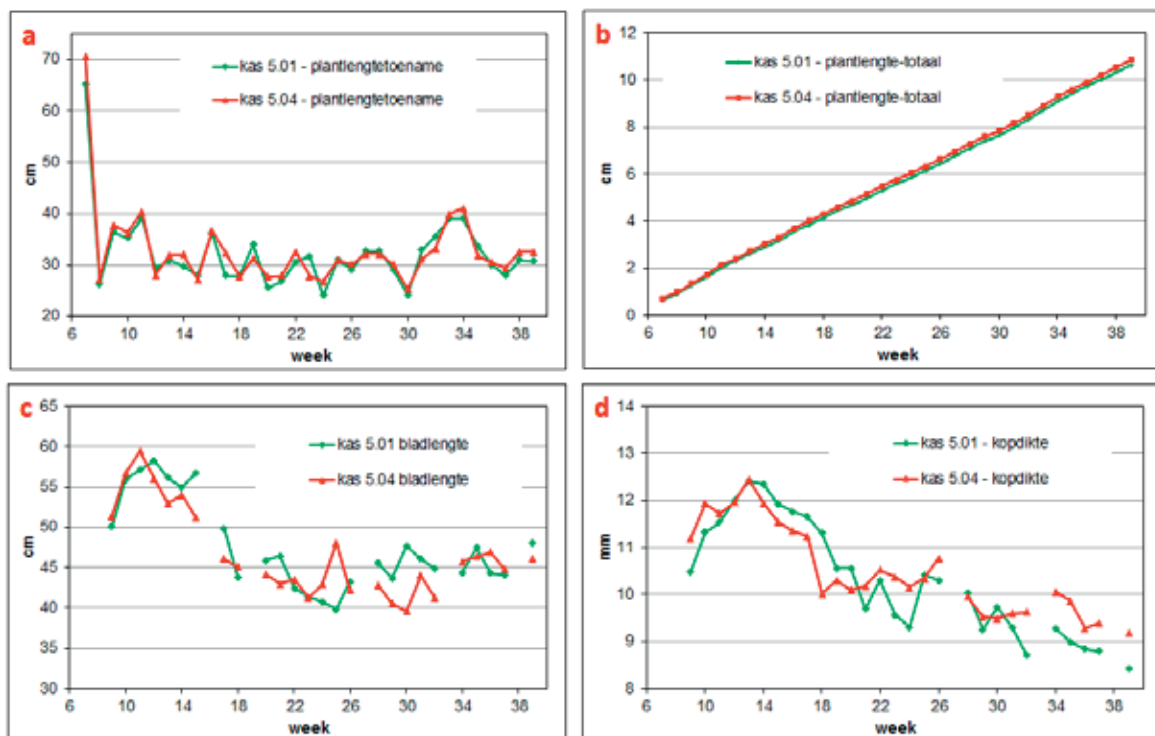 a
kas 5.01 - plantlengtetoename
kas 5.04 - plantlengtetoename
cm
70
60
50
40
30
20
6 10 14 18 22 26 30 34 38
week
b
kas 5.01 - plantlengte-totaal
kas 5.04 - plantlengte-totaal
cm
12
10
8
6
4
2
0
6 10 14 18 22 26 30 34 38
week
c
kas 5.01 bladlengte
kas 5.04 bladlengte
cm
65
60
55
50
45
40
35
30
6 10 14 18 22 26 30 34 38
week
d
kas 5.01 - kopdikte
kas 5.04 - kopdikte
mm
14
13
12
11
10
9
8
6 10 14 18 22 26 30 34 38
week